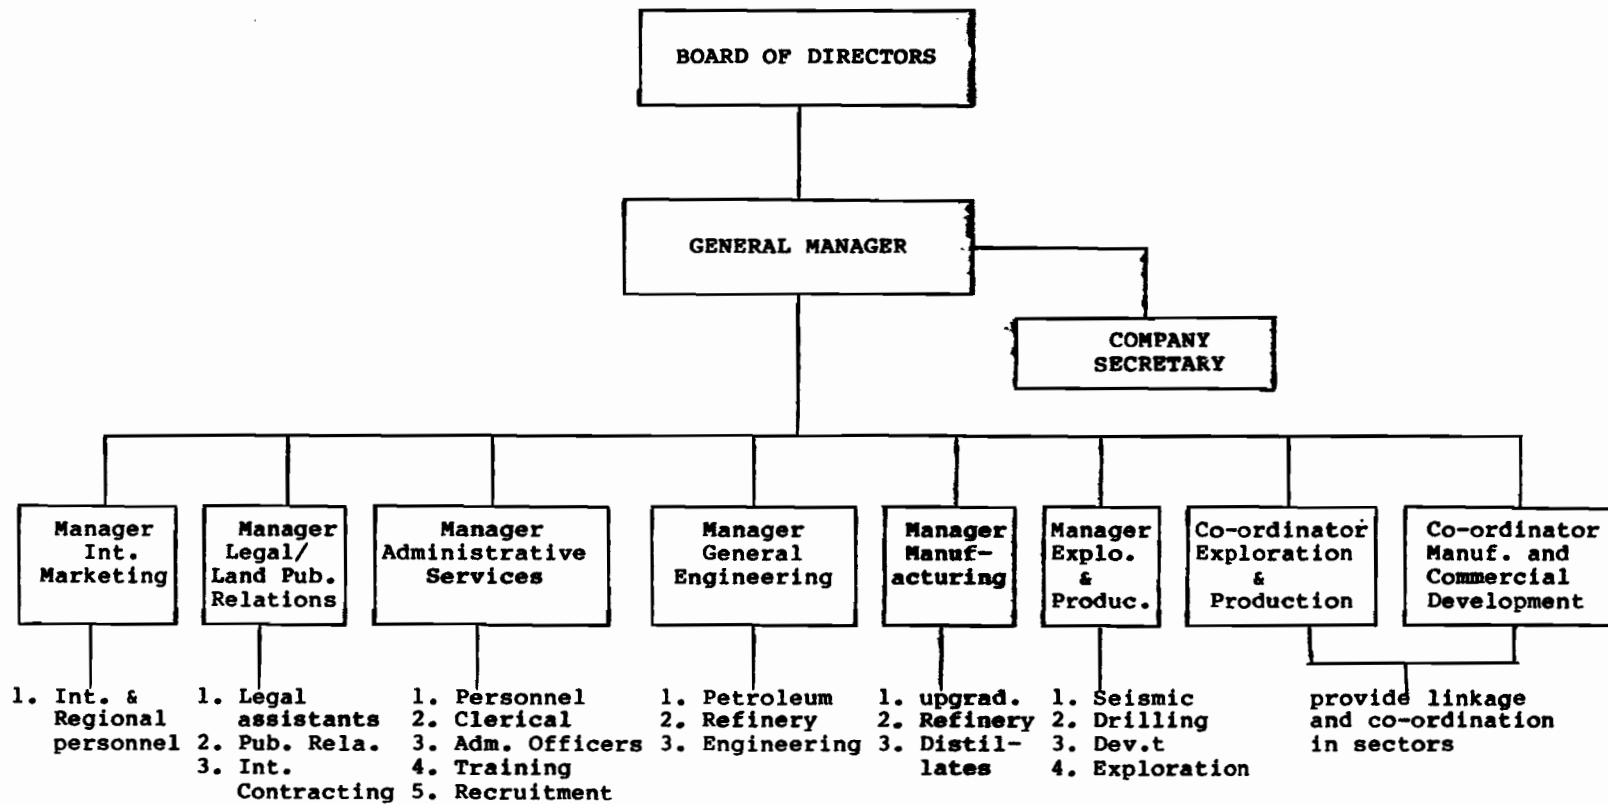 BOARD OF DIRECTORS
GENERAL MANAGER
COMPANY
SECRETARY
Manager
Int.
Marketing
Manager
Legal/
Land Pub.
Relations
Manager
Administrative
Services
Manager
General
Engineering
Manager
Manuf-
acturing
Manager
Explo.
&
Produc.
Co-ordinator
Exploration
&
Production
Co-ordinator
Manuf. and
Commercial
Development
1. Int. &
Regional
personnel
1. Legal
assistants
2. Pub. Rela.
3. Int.
Contracting
1. Personnel
2. Clerical
3. Adm. Officers
4. Training
5. Recruitment
1. Petroleum
2. Refinery
3. Engineering
1. upgrad.
2. Refinery
3. Distil-
lates
1. Seismic
2. Drilling
3. Dev.t
4. Exploration
provide linkage
and co-ordination
in sectors